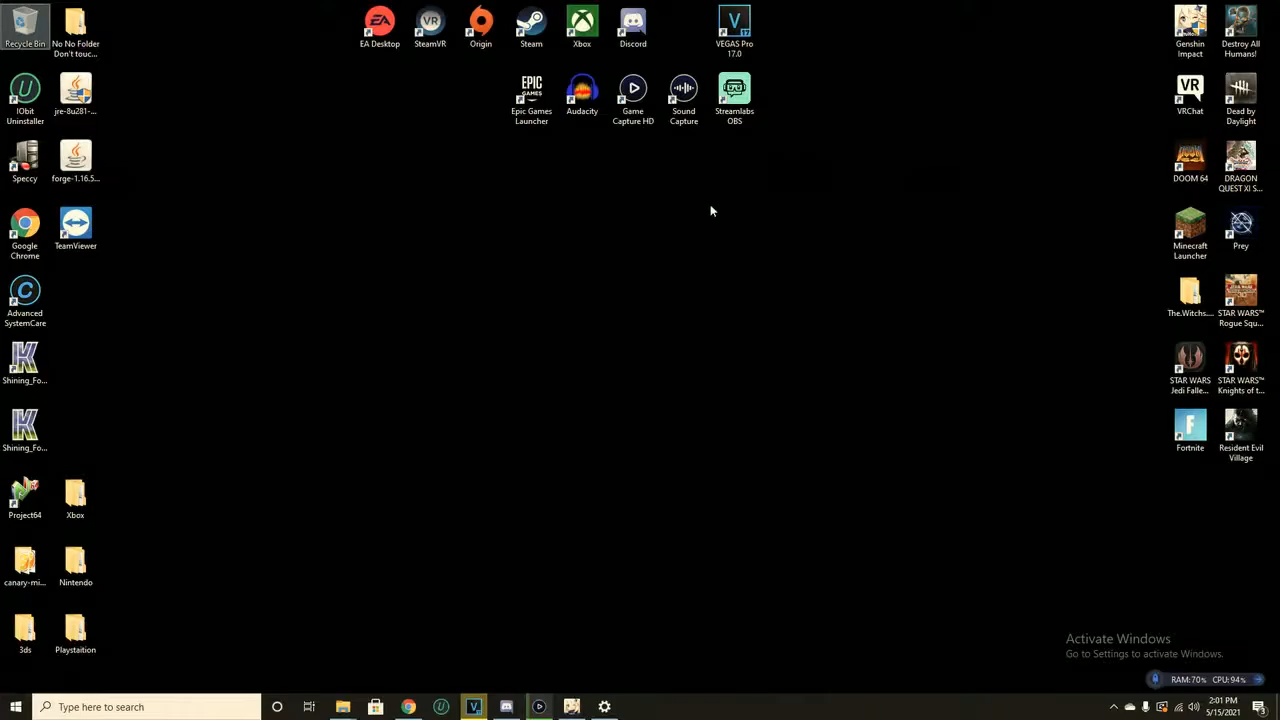 Recycle Bin
No No Folder
Don't touc...
EA Desktop
SteamVR
Origin
Steam
Xbox
Discord
VEGAS Pro
17.0
Genshin
Impact
Destroy All
Humans!
IObit
Uninstaller
jre-8u281-...
EPIC
GAMES
Epic Games
Launcher
Audacity
Game
Capture HD
Sound
Capture
Streamlabs
OBS
VR
VRChat
Dead by
Daylight
Speccy
forge-1.16.5...
DOOM 64
DRAGON
QUEST XI S...
Google
Chrome
TeamViewer
Minecraft
Launcher
Prey
Advanced
SystemCare
The.Witchs....
STAR WARS™
Rogue Squ...
Shining_Fo...
STAR WARS
Jedi Falle...
STAR WARS™
Knights of t...
Shining_Fo...
Fortnite
Resident Evil
Village
Project64
Xbox
canary-mi...
Nintendo
3ds
Playstaition
Activate Windows
Go to Settings to activate Windows.
RAM:70% CPU:94%
Type here to search
2:01 PM
5/15/2021